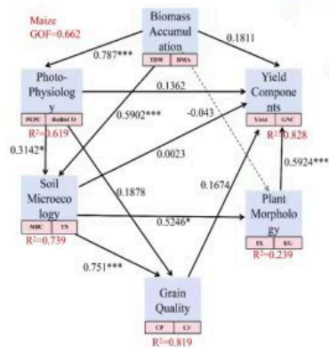 Maize
GOF=0.662
Biomass
Accumul
ation
TBW BMA
0.787***
0.1811
Photo-
Physiolog
y
PEPC RuBisCO
R²=0.619
0.1362
Yield
Compone
nts
Yield GNC
R²=0.828
0.5902***
-0.043
0.3142*
0.0023
0.5924***
Soil
Microeco
logy
MBC TN
R²=0.739
0.1878
0.1674
0.5246*
Plant
Morpholo
gy
EL EG
R²=0.239
0.751***
Grain
Quality
CP CF
R²=0.819